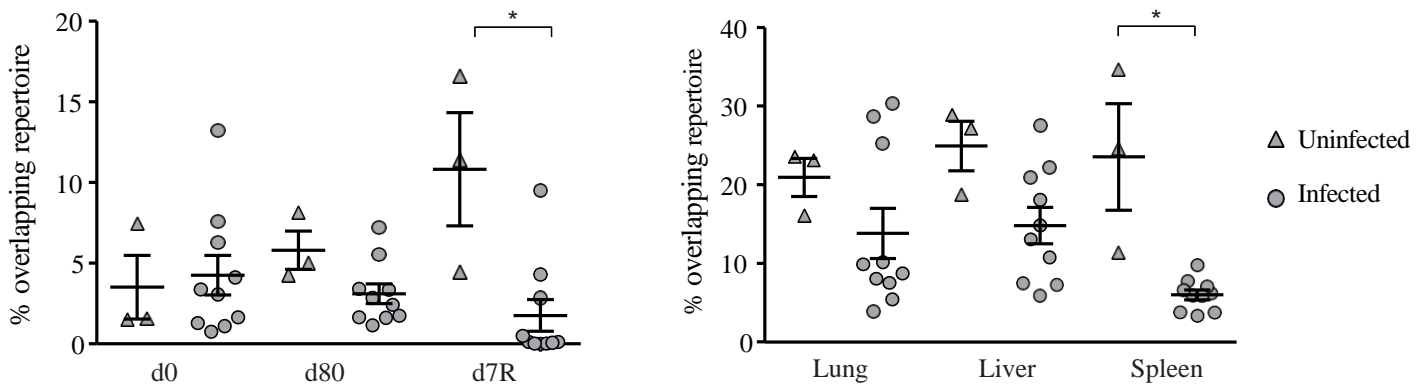 % overlapping repertoire
20
15
10
5
0
*
d0 d80 d7R
% overlapping repertoire
40
30
20
10
0
*
Lung Liver Spleen
Uninfected
Infected